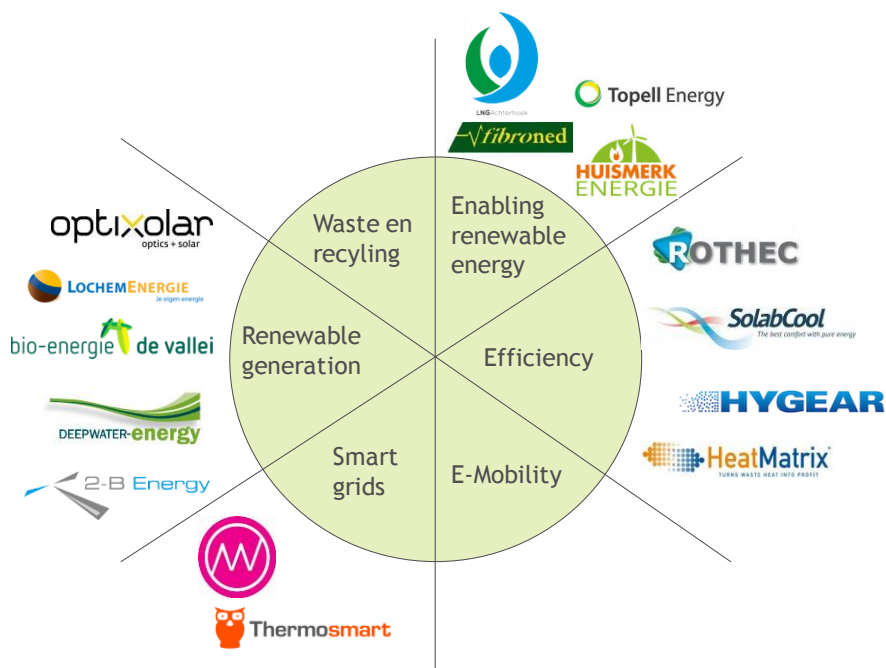 LNGAchterhoek
Topell Energy
fibroned
HUISMERK
ENERGIE
Waste en
recyling
Enabling
renewable
energy
optixolar
optics + solar
ROTHEC
LOCHEMENERGIE
Je eigen energie
SolabCool
The best comfort with pure energy
bio-energie de vallei
Renewable
generation
Efficiency
HYGEAR
DEEPWATER-energy
HeatMatrix
TURNS WASTE HEAT INTO PROFIT
Smart
grids
E-Mobility
2-B Energy
Thermosmart